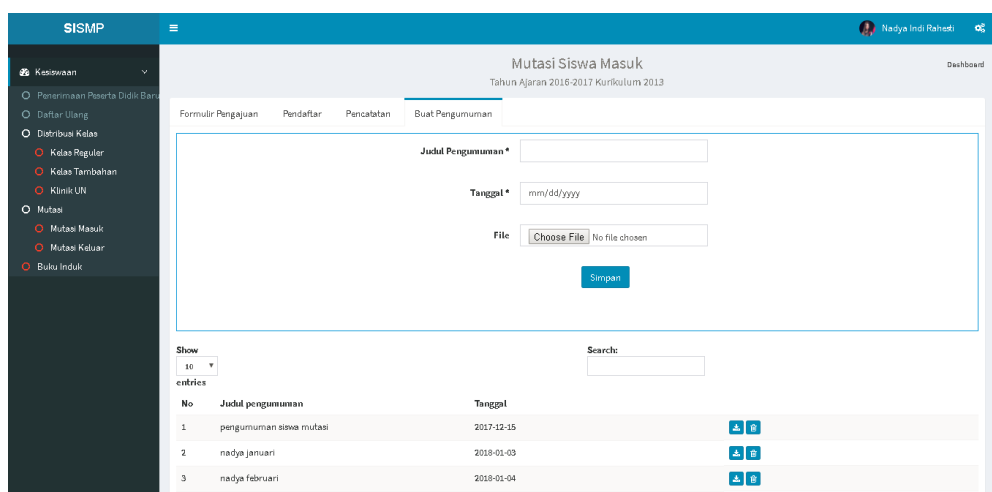 SISMP
Nadya Indi Rahesti
Kesiswaan
Penerimaan Peserta Didik Baru
Daftar Ulang
Distribusi Kelas
Kelas Reguler
Kelas Tambahan
Klinik UN
Mutasi
Mutasi Masuk
Mutasi Keluar
Buku Induk
Mutasi Siswa Masuk
Tahun Ajaran 2016-2017 Kurikulum 2013
Dashboard
Formulir Pengajuan Pendaftar Pencatatan Buat Pengumuman
Judul Pengumuman *
Tanggal * mm/dd/yyyy
File Choose File No file chosen
Simpan
Show
10
entries
Search:
No Judul pengumuman Tanggal
1 pengumuman siswa mutasi 2017-12-15
2 nadya januari 2018-01-03
3 nadya februari 2018-01-04